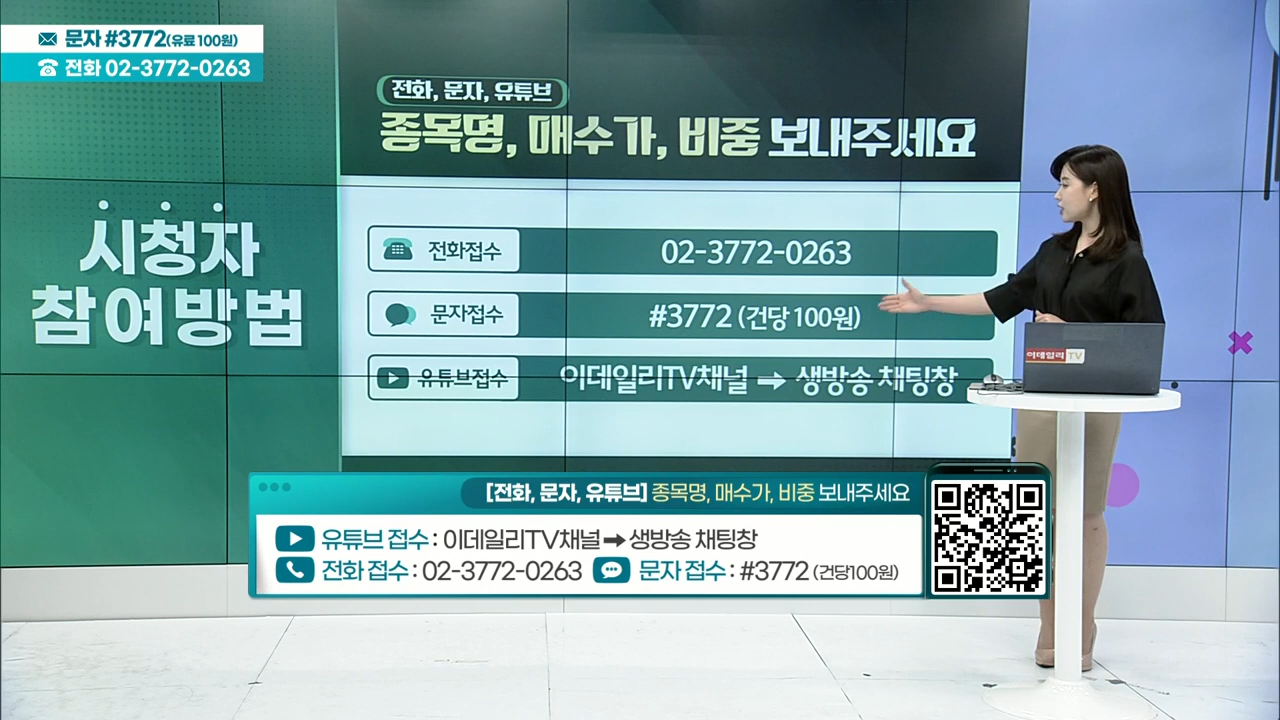 문자 #3772(유료 100원)
전화 02-3772-0263
전화, 문자, 유튜브
종목명, 매수가, 비중 보내주세요
시청자
참여방법
전화접수 02-3772-0263
문자접수 #3772 (건당 100원)
유튜브접수 이데일리TV채널 ➡ 생방송 채팅창
이데일리 TV
[전화, 문자, 유튜브] 종목명, 매수가, 비중 보내주세요
유튜브 접수 : 이데일리TV채널➡생방송 채팅창
전화 접수 : 02-3772-0263 문자 접수 : #3772 (건당100원)